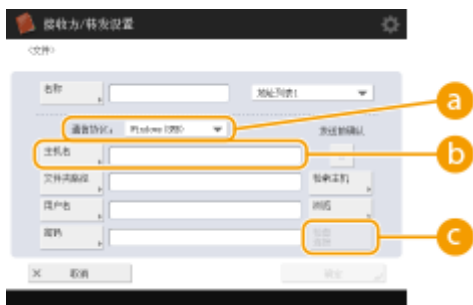 接收方/转发设置
<文件>
名称
地址列表1
通信协议:
Windows (SMB)
发送前确认
主机名
文件夹路径
检索主机
用户名
浏览
密码
取消
确定
a
b
c